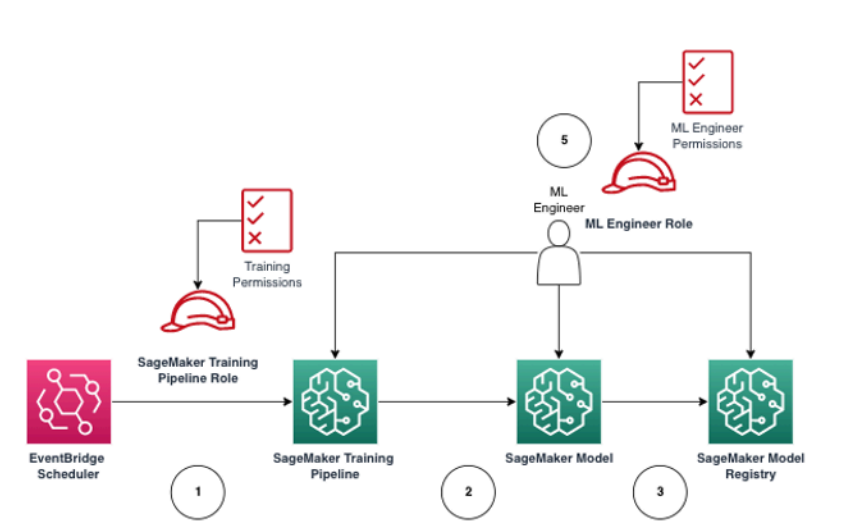 ML Engineer
Permissions
5
ML
Engineer
ML Engineer Role
Training
Permissions
SageMaker Training
Pipeline Role
EventBridge
Scheduler
SageMaker Training
Pipeline
SageMaker Model
SageMaker Model
Registry
1
2
3